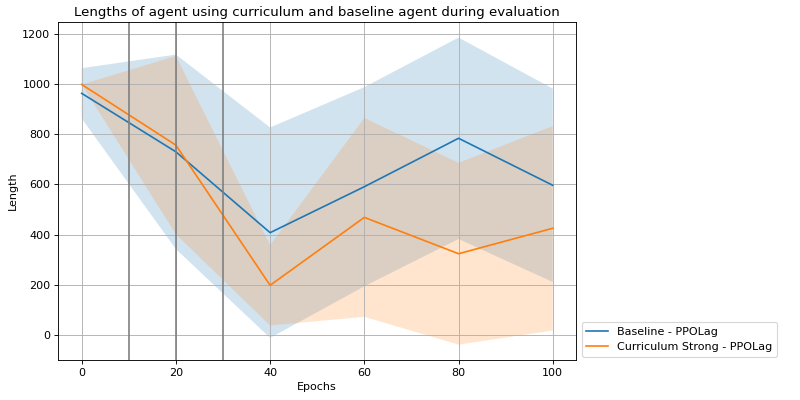 Lengths of agent using curriculum and baseline agent during evaluation
1200
1000
800
600
400
200
0
Length
0 20 40 60 80 100
Epochs
Baseline - PPOLag
Curriculum Strong - PPOLag